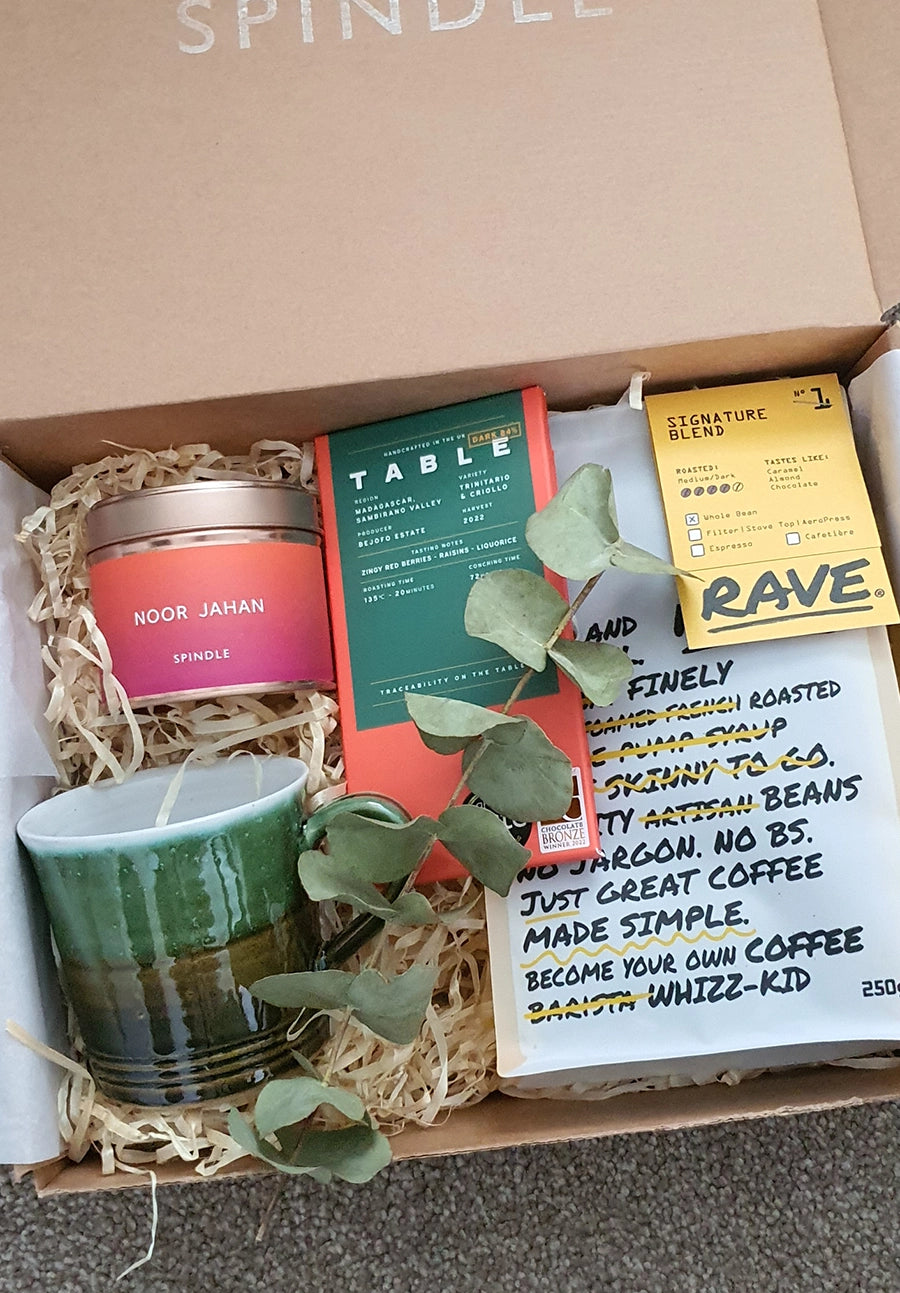 SPINDLE
NOOR JAHAN
SPINDLE
HANDCRAFTED IN THE UK
DARK 84%
TABLE
REGION
MADAGASCAR,
SAMBIRANO VALLEY
VARIETY
TRINITARIO
& CRIOLLO
PRODUCER
BEJOFO ESTATE
HARVEST
2022
TASTING NOTES
ZINGY RED BERRIES - RAISINS - LIQUORICE
ROASTING TIME
135°C - 20MINUTES
CONCHING TIME
TRACEABILITY ON THE TABLE
CHOCOLATE
BRONZE
WINNER 2022
SIGNATURE
BLEND
Nº 1
ROASTED:
Medium/Dark
TASTES LIKE:
Caramel
Almond
Chocolate
Whole Bean
Filter|Stove Top|AeroPress
Espresso
Cafetière
RAVE®
AND
FINELY
FRENCH ROASTED
PUMP SYRUP
SKINNY TO GO.
ARTISAN BEANS
NO JARGON. NO BS.
JUST GREAT COFFEE
MADE SIMPLE.
BECOME YOUR OWN COFFEE
BARISTA WHIZZ-KID
250g